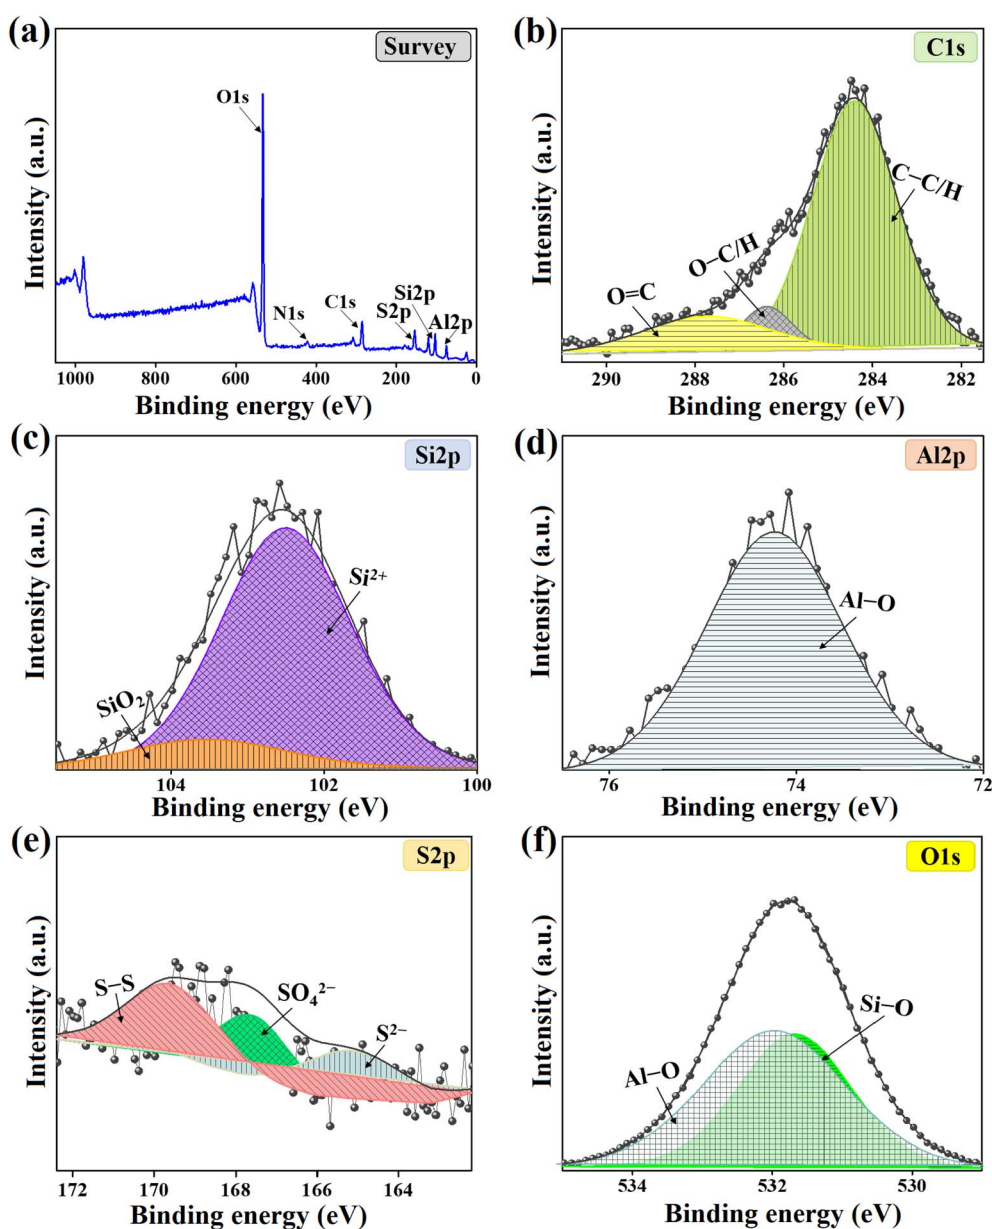 (a)
Survey
O1s
N1s
C1s
S2p
Si2p
Al2p
Intensity (a.u.)
1000 800 600 400 200 0
Binding energy (eV)
(b)
C1s
C−C/H
O−C/H
O=C
Intensity (a.u.)
290 288 286 284 282
Binding energy (eV)
(c)
Si2p
Si²⁺
SiO₂
Intensity (a.u.)
104 102 100
Binding energy (eV)
(d)
Al2p
Al−O
Intensity (a.u.)
76 74 72
Binding energy (eV)
(e)
S2p
S−S
SO₄²⁻
S²⁻
Intensity (a.u.)
172 170 168 166 164
Binding energy (eV)
(f)
O1s
Si−O
Al−O
Intensity (a.u.)
534 532 530
Binding energy (eV)